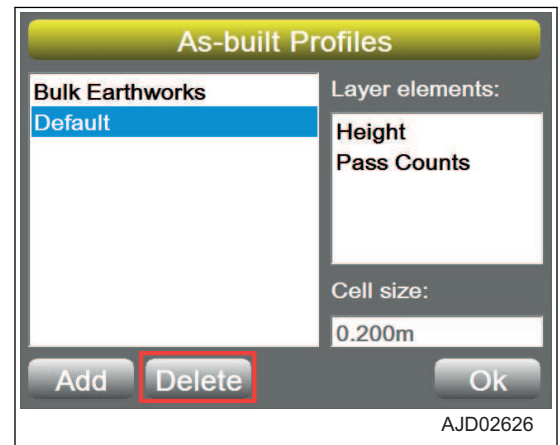 As-built Profiles
Bulk Earthworks
Default
Layer elements:
Height
Pass Counts
Cell size:
0.200m
Add
Delete
Ok
AJD02626